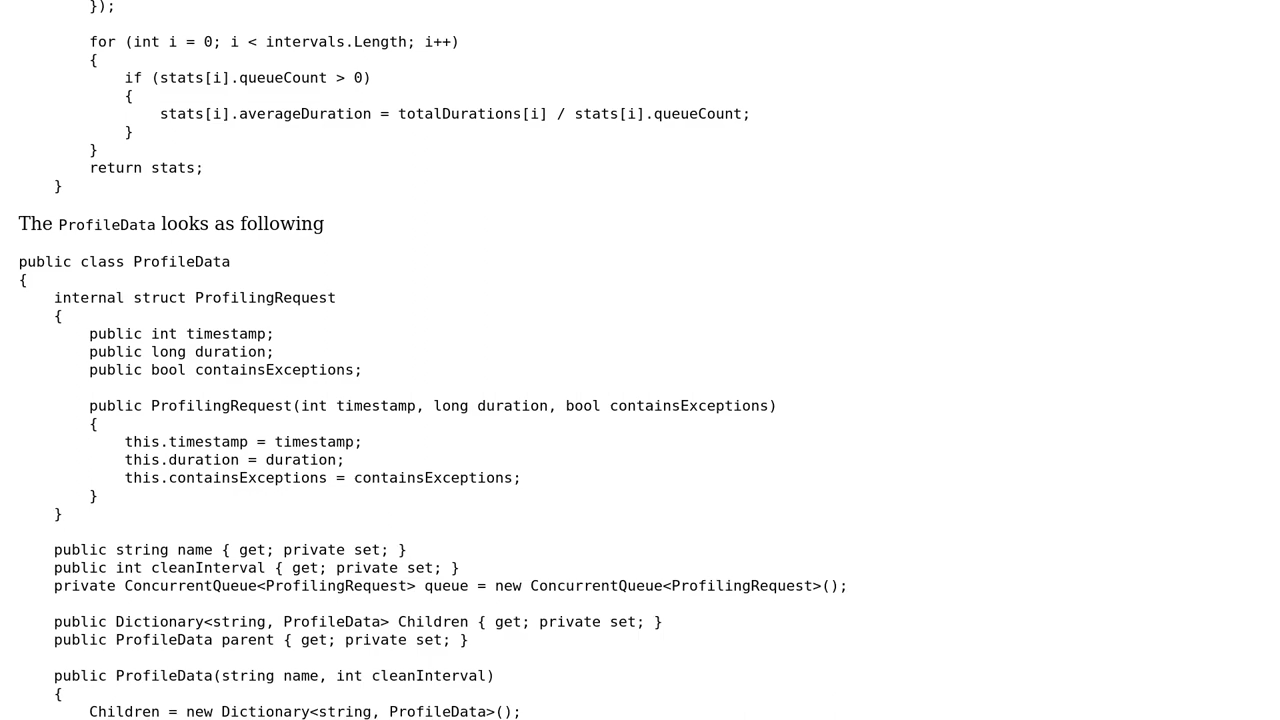 });

        for (int i = 0; i < intervals.Length; i++)
        {
            if (stats[i].queueCount > 0)
            {
                stats[i].averageDuration = totalDurations[i] / stats[i].queueCount;
            }
        }
        return stats;
    }

The ProfileData looks as following

public class ProfileData
{
    internal struct ProfilingRequest
    {
        public int timestamp;
        public long duration;
        public bool containsExceptions;

        public ProfilingRequest(int timestamp, long duration, bool containsExceptions)
        {
            this.timestamp = timestamp;
            this.duration = duration;
            this.containsExceptions = containsExceptions;
        }
    }

    public string name { get; private set; }
    public int cleanInterval { get; private set; }
    private ConcurrentQueue<ProfilingRequest> queue = new ConcurrentQueue<ProfilingRequest>();

    public Dictionary<string, ProfileData> Children { get; private set; }
    public ProfileData parent { get; private set; }

    public ProfileData(string name, int cleanInterval)
    {
        Children = new Dictionary<string, ProfileData>();